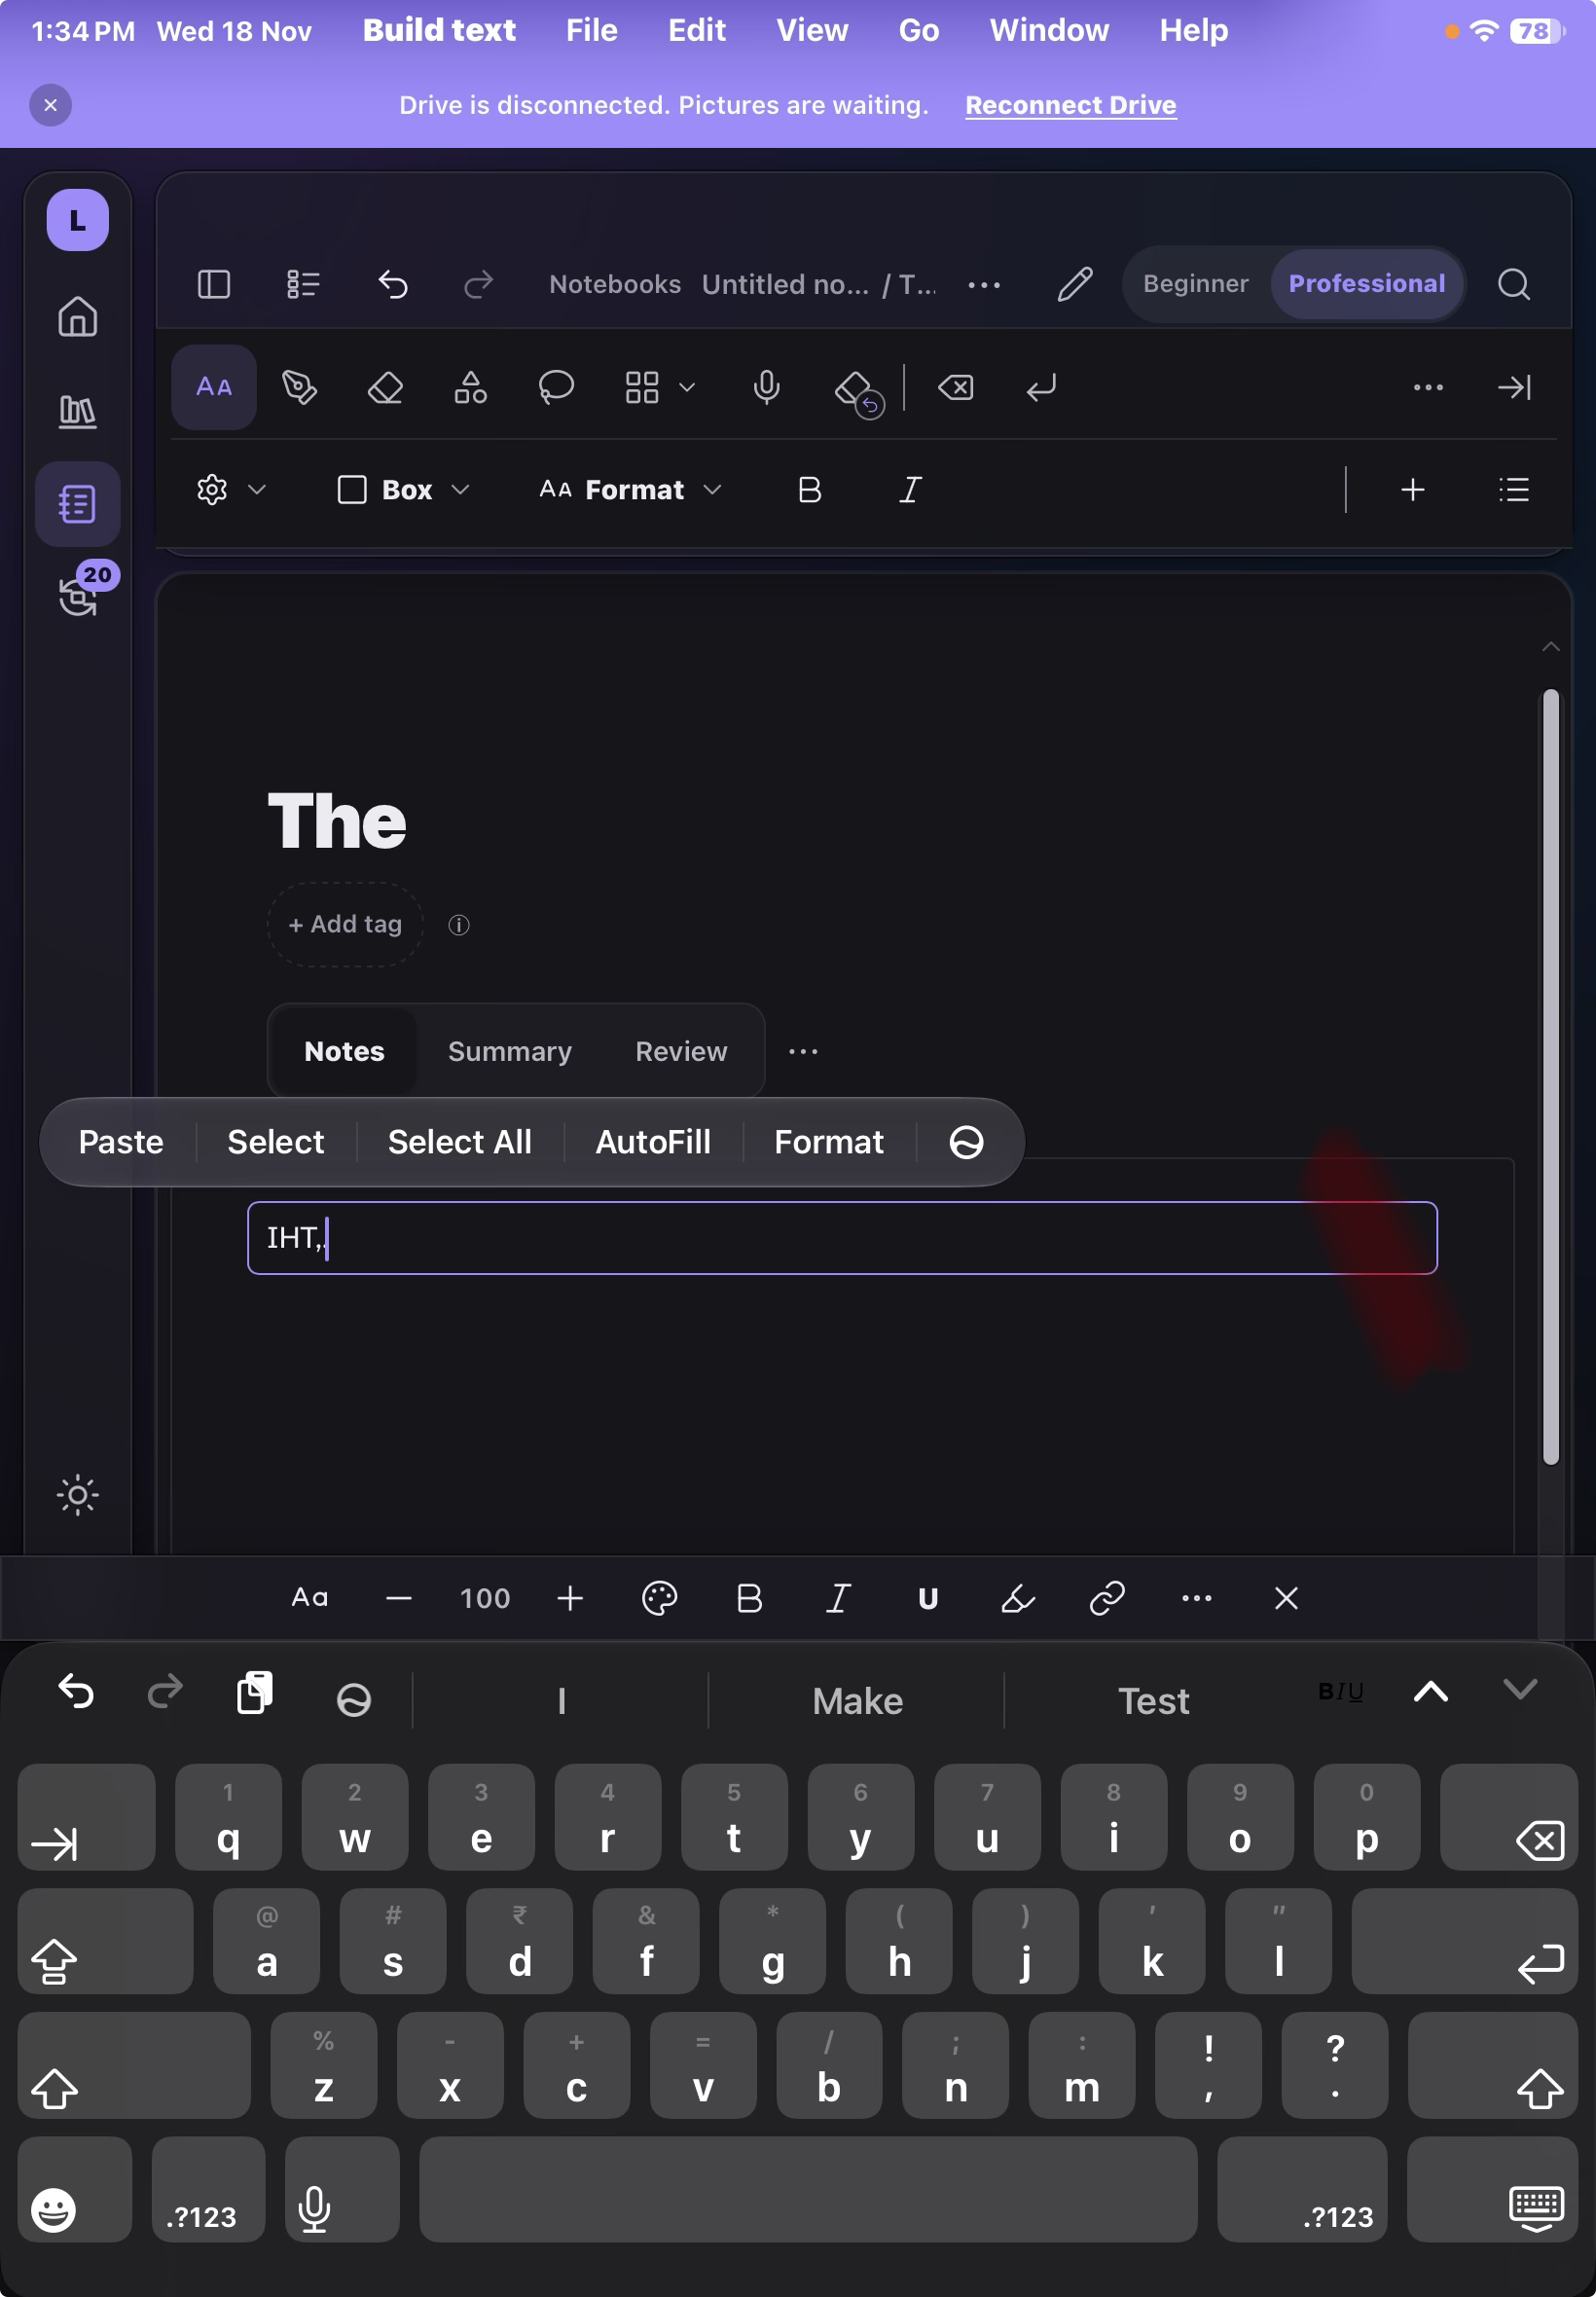 1:34 PM Wed 18 Nov Build text File Edit View Go Window Help 78
Drive is disconnected. Pictures are waiting. Reconnect Drive
L
Notebooks Untitled no... / T... Beginner Professional
AA
Box AA Format B I
20
The
+ Add tag
Notes Summary Review
Paste Select Select All AutoFill Format
IHT,.
Aa 100 B I U
I Make Test BIU
1 2 3 4 5 6 7 8 9 0
q w e r t y u i o p
@ # ₹ & * ( ) ' "
a s d f g h j k l
% - + = / ; : ! ?
z x c v b n m , .
.?123 .?123